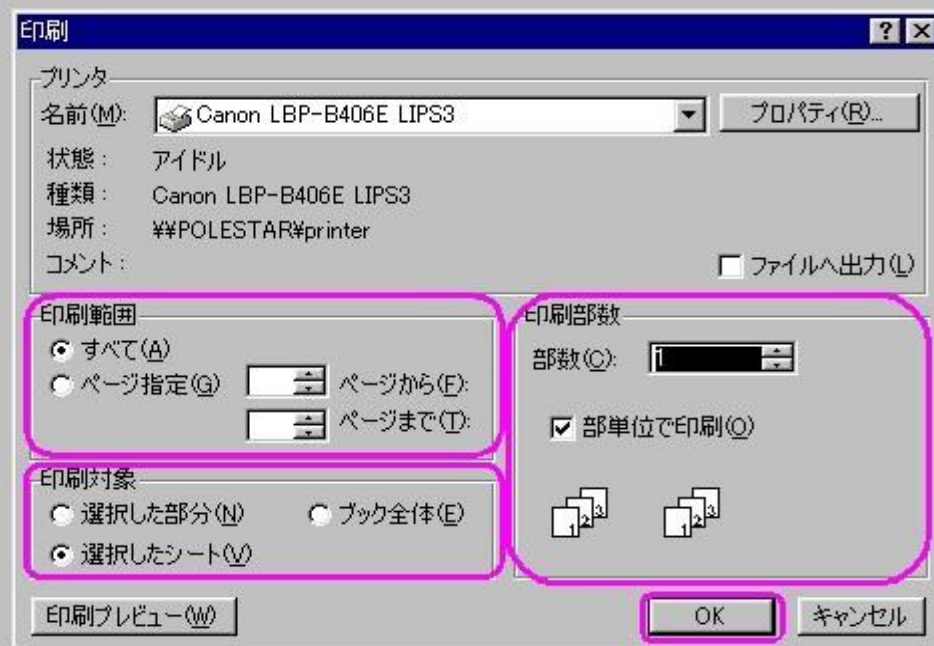 印刷
プリンタ
名前(M): Canon LBP-B406E LIPS3 プロパティ(R)...
状態： アイドル
種類： Canon LBP-B406E LIPS3
場所： ¥¥POLESTAR¥printer
コメント： ファイルへ出力(L)
印刷範囲
すべて(A)
ページ指定(G) ページから(F):
ページまで(T):
印刷部数
部数(C): 1
部単位で印刷(O)
1 2 3 1 2 3
印刷対象
選択した部分(N) ブック全体(E)
選択したシート(V)
印刷プレビュー(W) OK キャンセル